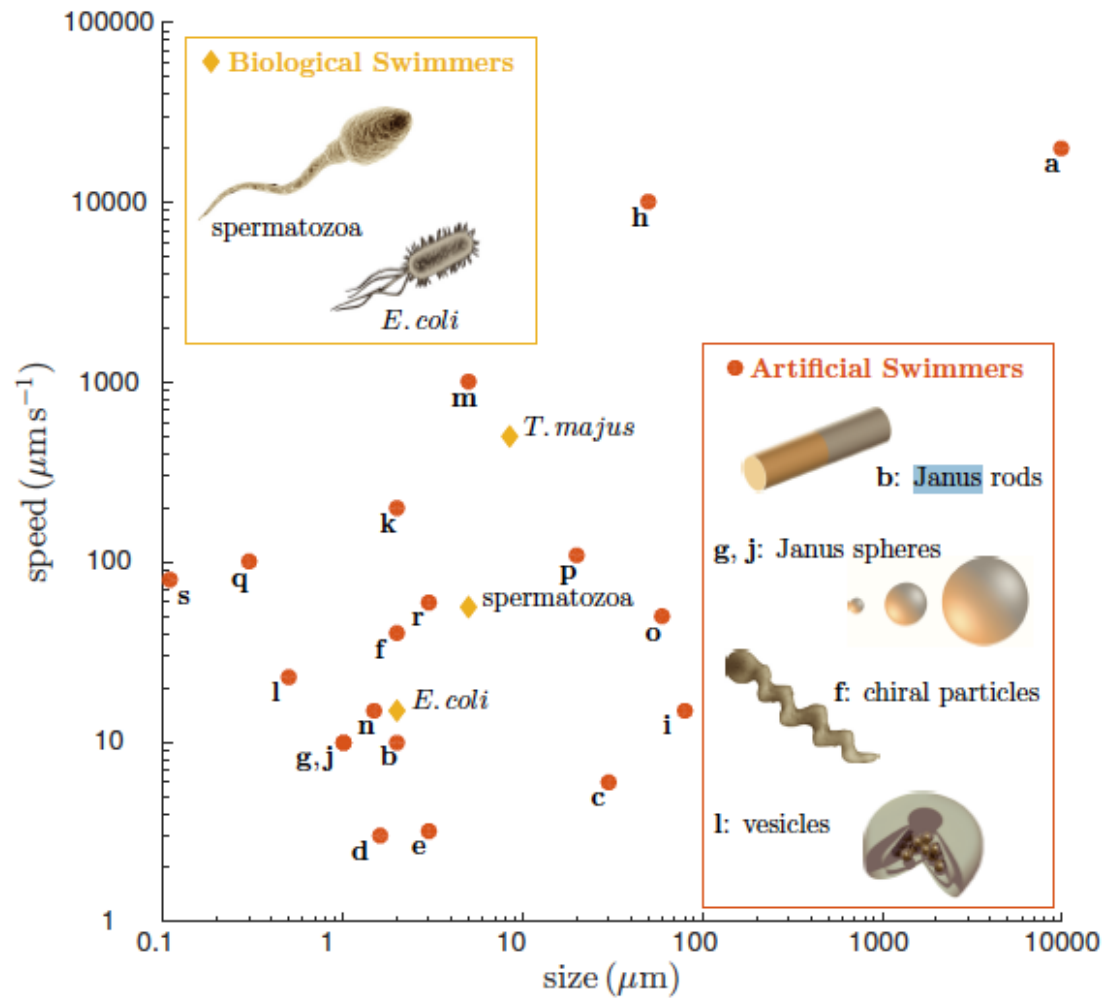 100000
10000
1000
100
10
1
speed (μm s⁻¹)
0.1
1
10
100
1000
10000
size (μm)
Biological Swimmers
spermatozoa
E. coli
a
h
m
T. majus
k
q
s
p
r
spermatozoa
f
o
l
n
E. coli
i
g, j
b
c
d
e
Artificial Swimmers
b: Janus rods
g, j: Janus spheres
f: chiral particles
l: vesicles